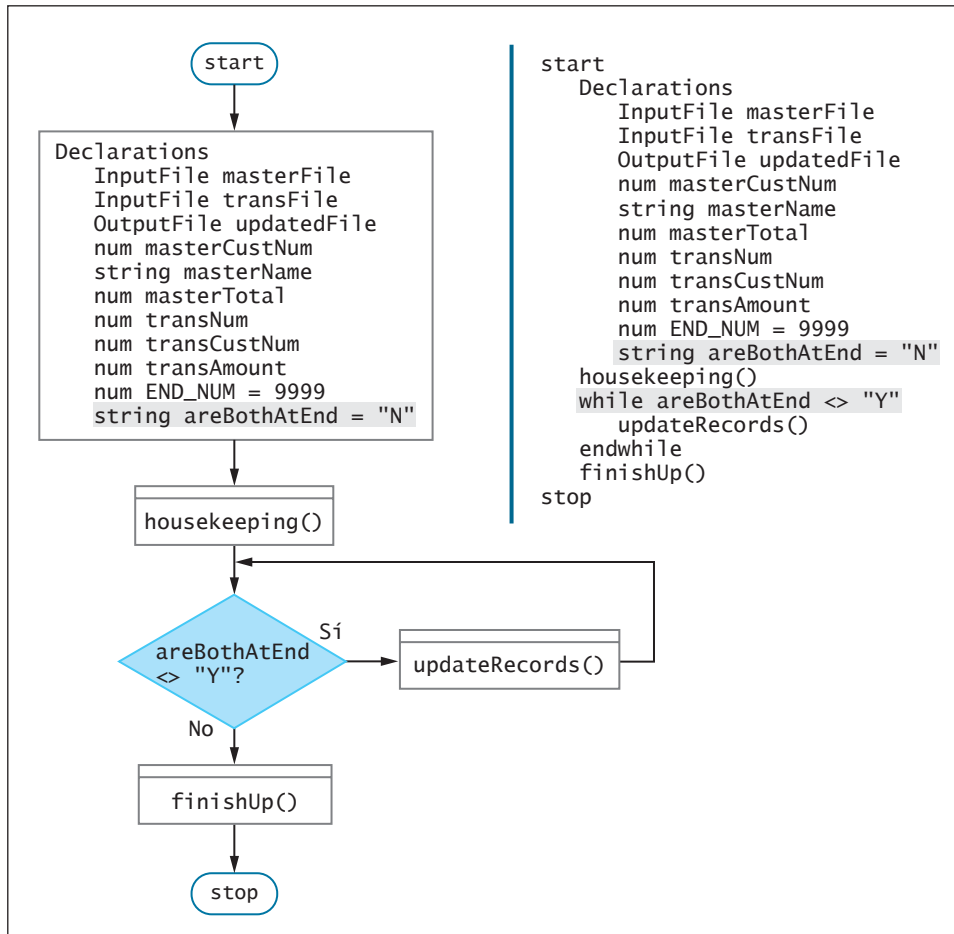 start
Declarations
InputFile masterFile
InputFile transFile
OutputFile updatedFile
num masterCustNum
string masterName
num masterTotal
num transNum
num transCustNum
num transAmount
num END_NUM = 9999
string areBothAtEnd = "N"
housekeeping()
areBothAtEnd
<> "Y"?
Sí
updateRecords()
No
finishUp()
stop
start
Declarations
InputFile masterFile
InputFile transFile
OutputFile updatedFile
num masterCustNum
string masterName
num masterTotal
num transNum
num transCustNum
num transAmount
num END_NUM = 9999
string areBothAtEnd = "N"
housekeeping()
while areBothAtEnd <> "Y"
updateRecords()
endwhile
finishUp()
stop